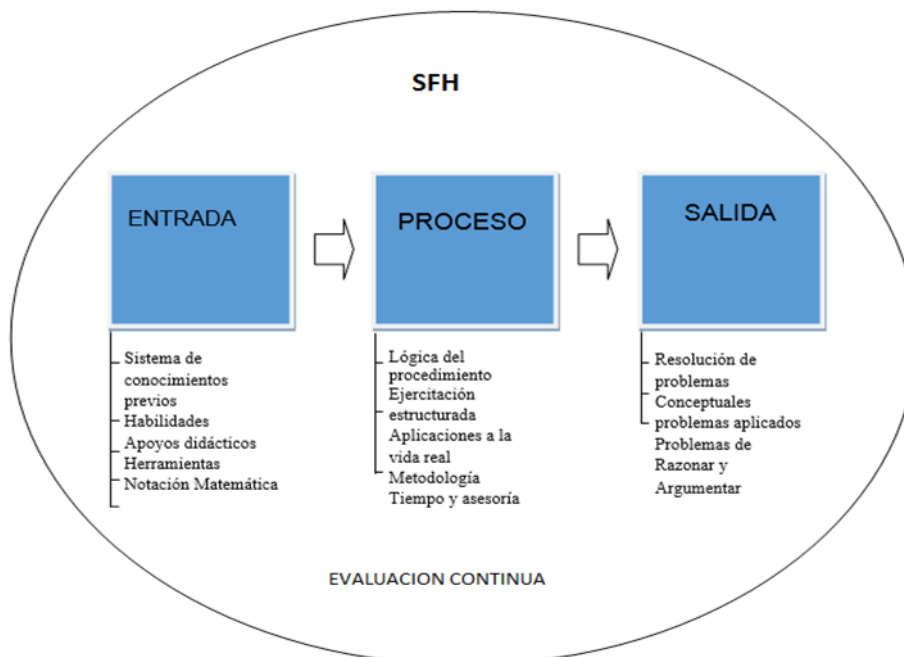 SFH
ENTRADA
PROCESO
SALIDA
Sistema de
conocimientos
previos
Habilidades
Apoyos didácticos
Herramientas
Notación Matemática
Lógica del
procedimiento
Ejercitación
estructurada
Aplicaciones a la
vida real
Metodología
Tiempo y asesoría
Resolución de
problemas
Conceptuales
problemas aplicados
Problemas de
Razonar y
Argumentar
EVALUACION CONTINUA